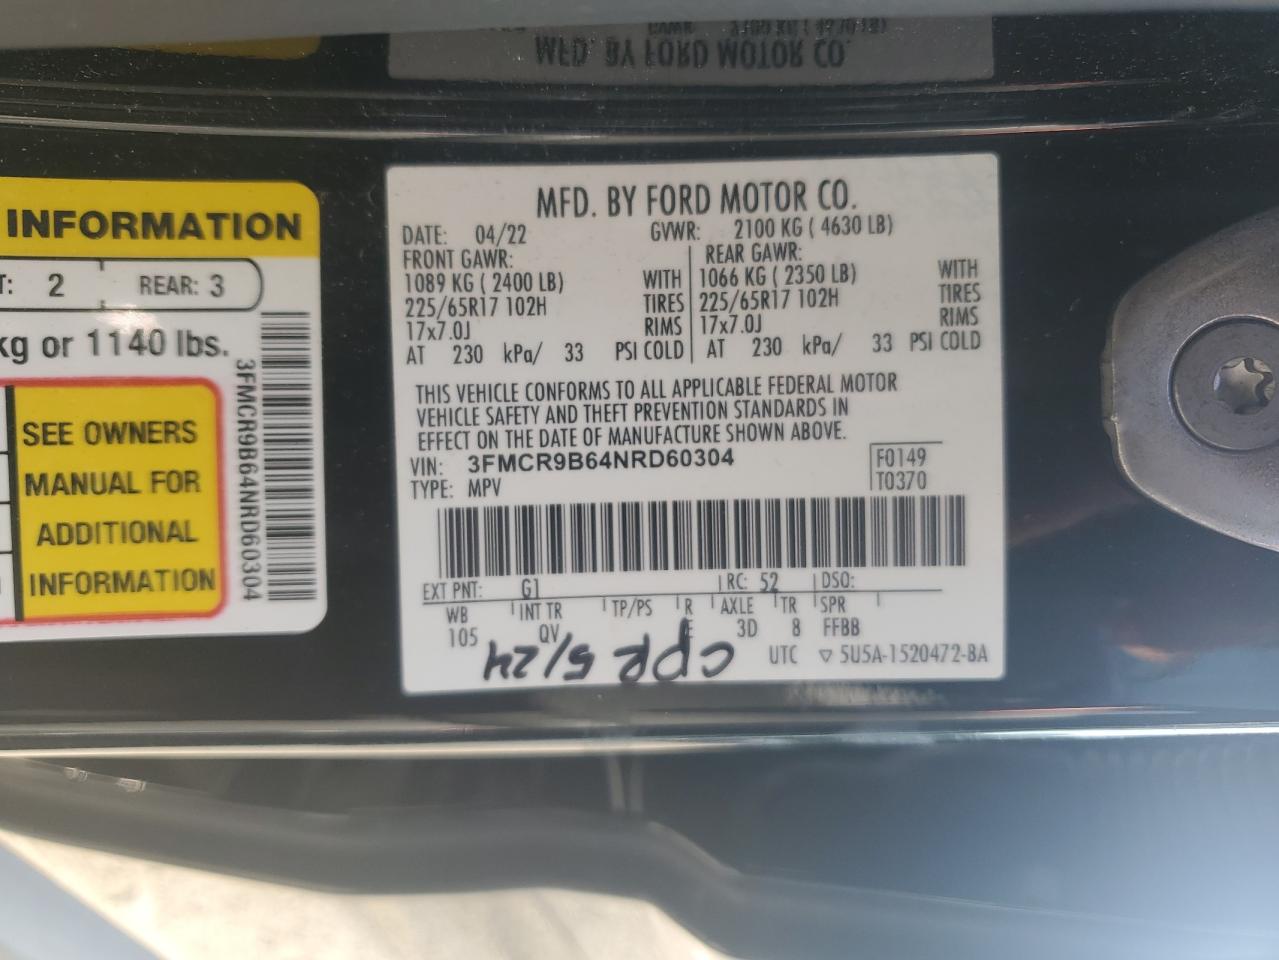 MFD. BY FORD MOTOR CO.
DATE: 04/22 GVWR: 2100 KG ( 4630 LB)
FRONT GAWR: REAR GAWR:
1089 KG ( 2400 LB) WITH 1066 KG ( 2350 LB) WITH
225/65R17 102H TIRES 225/65R17 102H TIRES
17x7.0J RIMS 17x7.0J RIMS
AT 230 kPa/ 33 PSI COLD AT 230 kPa/ 33 PSI COLD
THIS VEHICLE CONFORMS TO ALL APPLICABLE FEDERAL MOTOR
VEHICLE SAFETY AND THEFT PREVENTION STANDARDS IN
EFFECT ON THE DATE OF MANUFACTURE SHOWN ABOVE.
VIN: 3FMCR9B64NRD60304 F0149
TYPE: MPV T0370
EXT PNT: G1 RC: 52 DSO:
WB INT TR TP/PS R AXLE TR SPR
105 QV E 3D 8 FFBB
UTC ▽ 5U5A-1520472-BA
CPR 5/24
INFORMATION
T: 2 REAR: 3
kg or 1140 lbs.
SEE OWNERS
MANUAL FOR
ADDITIONAL
INFORMATION
3FMCR9B64NRD60304
MFD. BY FORD MOTOR CO.